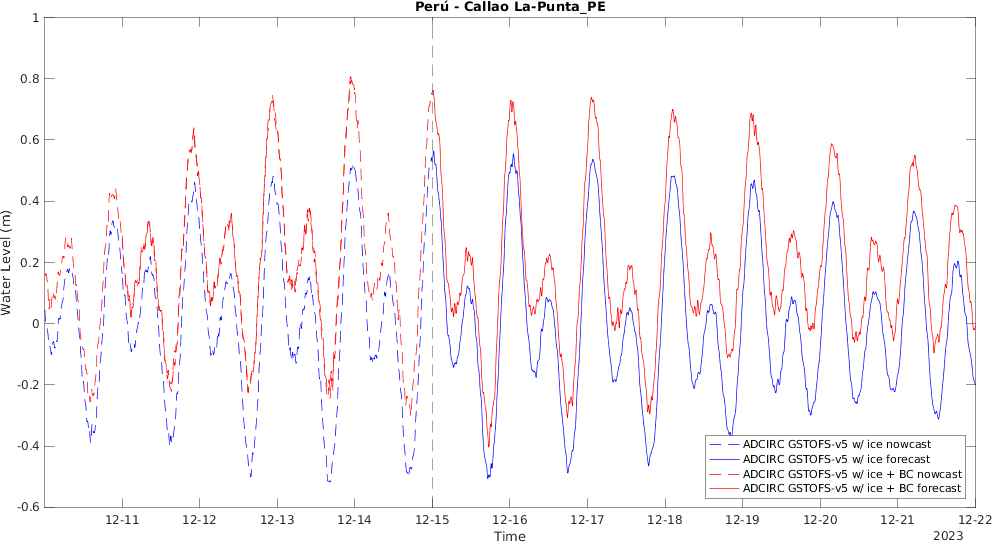 Perú - Callao La-Punta_PE
1
0.8
0.6
0.4
0.2
0
-0.2
-0.4
-0.6
Water Level (m)
ADCIRC GSTOFS-v5 w/ ice nowcast
ADCIRC GSTOFS-v5 w/ ice forecast
ADCIRC GSTOFS-v5 w/ ice + BC nowcast
ADCIRC GSTOFS-v5 w/ ice + BC forecast
12-11 12-12 12-13 12-14 12-15 12-16 12-17 12-18 12-19 12-20 12-21 12-22
Time
2023